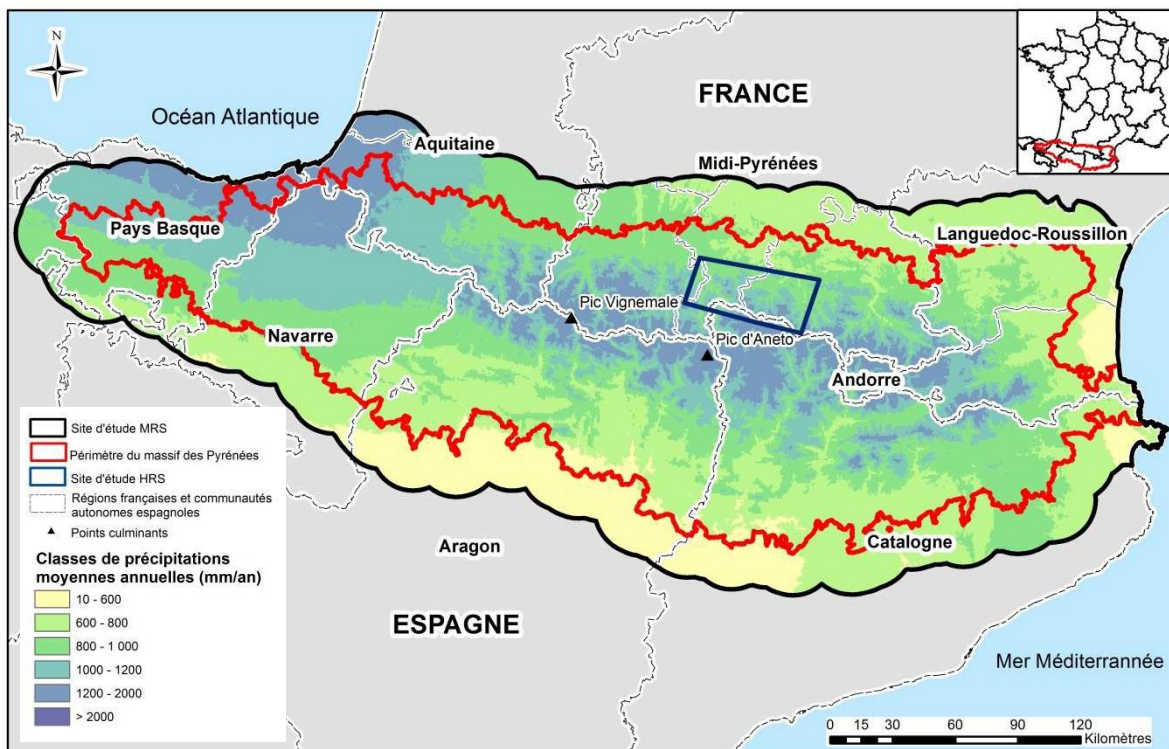 N
Océan Atlantique
FRANCE
Aquitaine
Midi-Pyrénées
Languedoc-Roussillon
Pays Basque
Pic Vignemale
Navarre
Pic d'Aneto
Andorre
Catalogne
Aragon
ESPAGNE
Mer Méditerrannée
Site d'étude MRS
Périmètre du massif des Pyrénées
Site d'étude HRS
Régions françaises et communautés
autonomes espagnoles
Points culminants
Classes de précipitations
moyennes annuelles (mm/an)
10 - 600
600 - 800
800 - 1 000
1000 - 1200
1200 - 2000
> 2000
0 15 30 60 90 120
Kilomètres